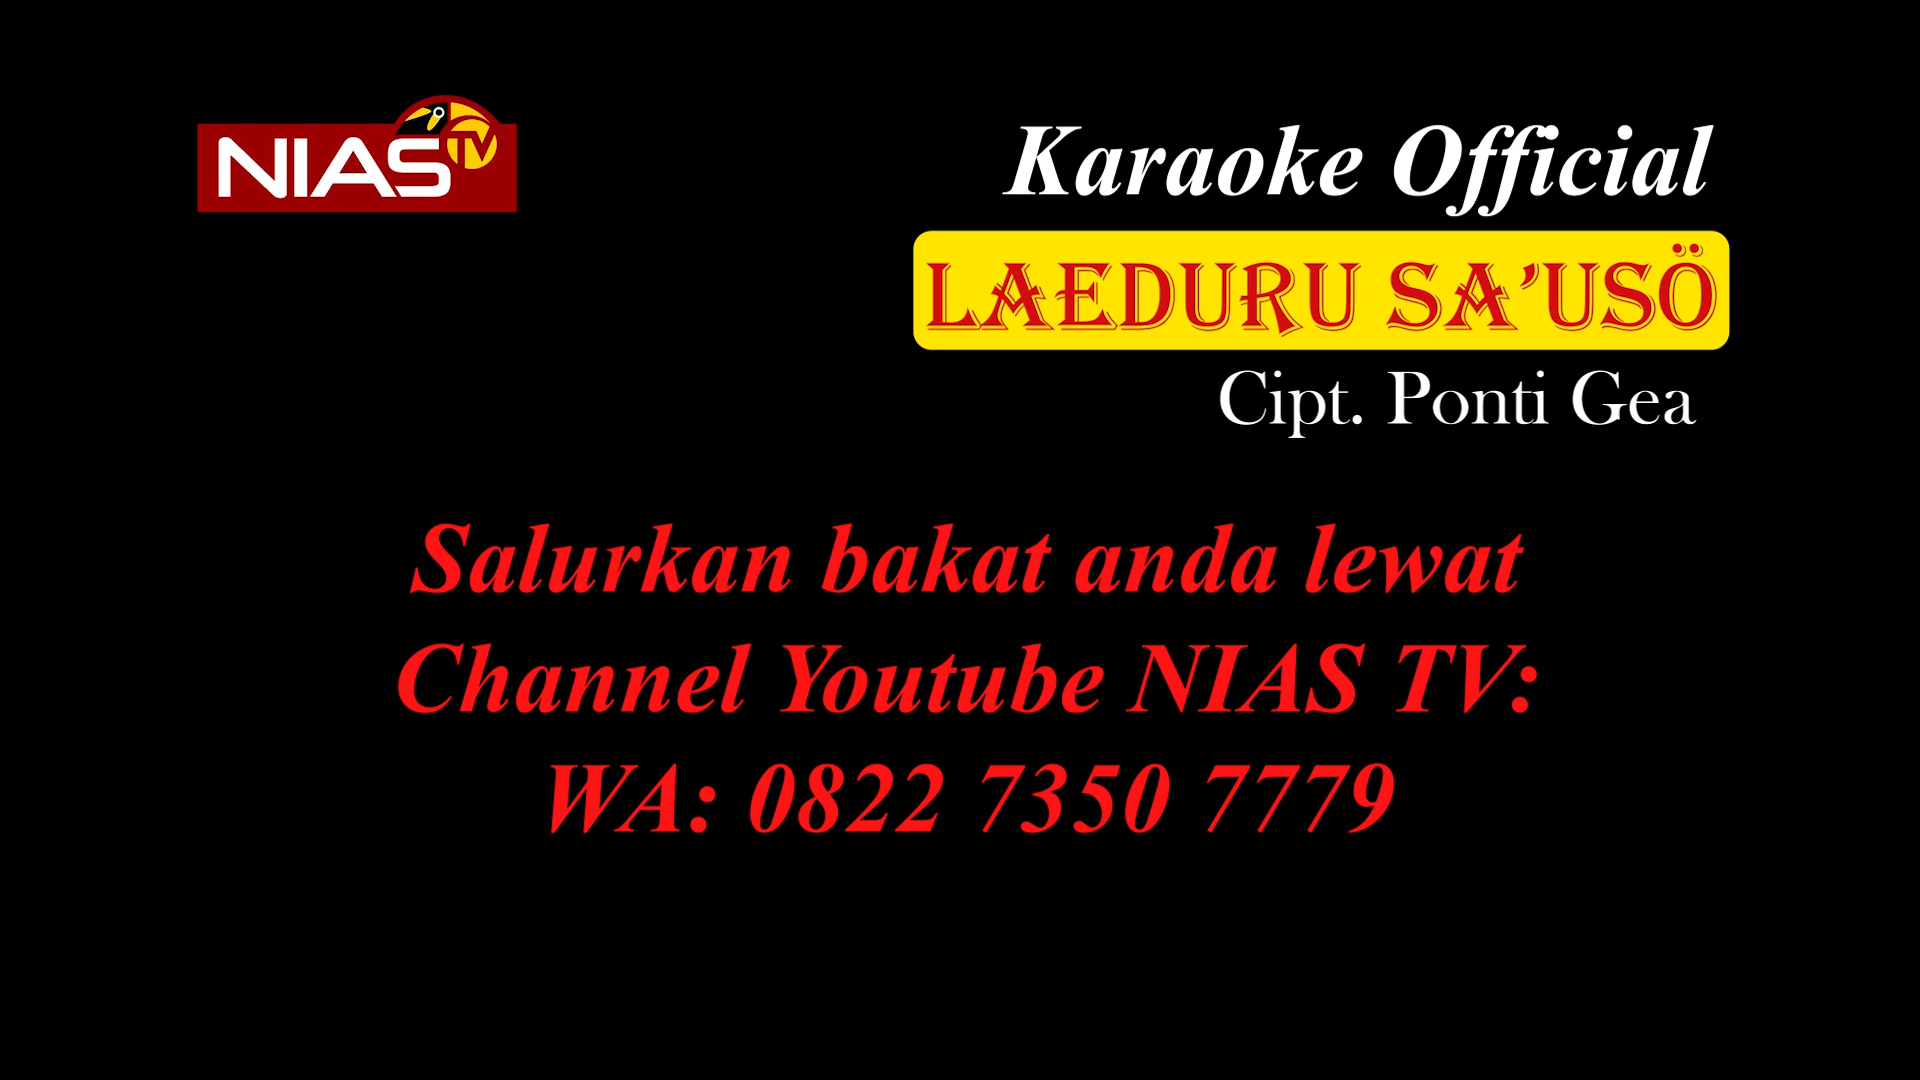 NIAS TV
Karaoke Official
LAEDURU SA’USÖ
Cipt. Ponti Gea
Salurkan bakat anda lewat
Channel Youtube NIAS TV:
WA: 0822 7350 7779